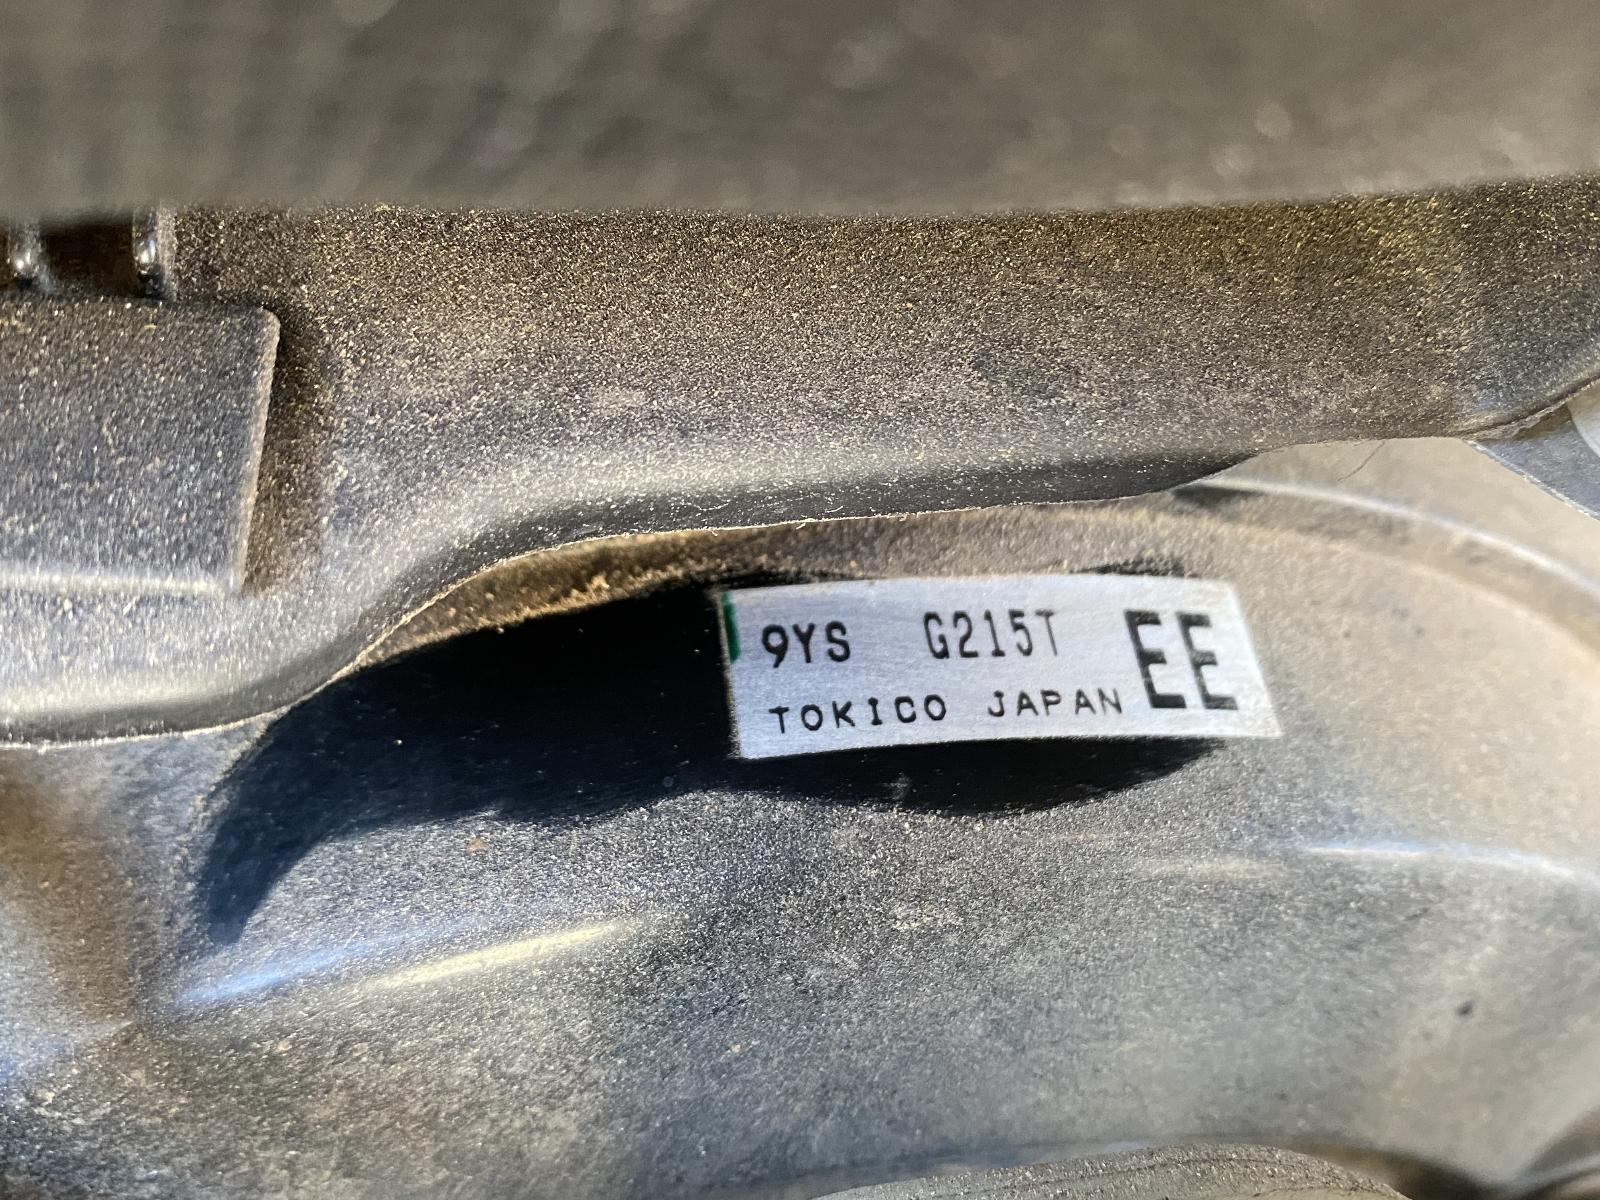 9YS G215T EE
TOKICO JAPAN